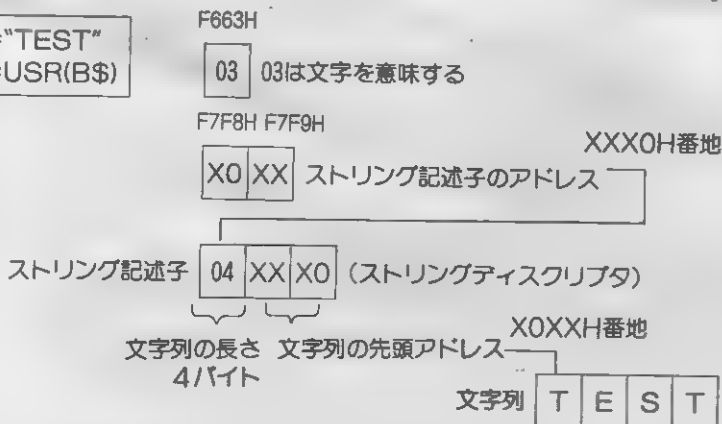 F663H
="TEST"
=USR(B$)
03 03は文字を意味する
F7F8H F7F9H
XXX0H番地
X0 XX ストリング記述子のアドレス
ストリング記述子 04 XX X0 (ストリングディスクリプタ)
X0XXH番地
文字列の長さ 文字列の先頭アドレス
4バイト
文字列 T E S T